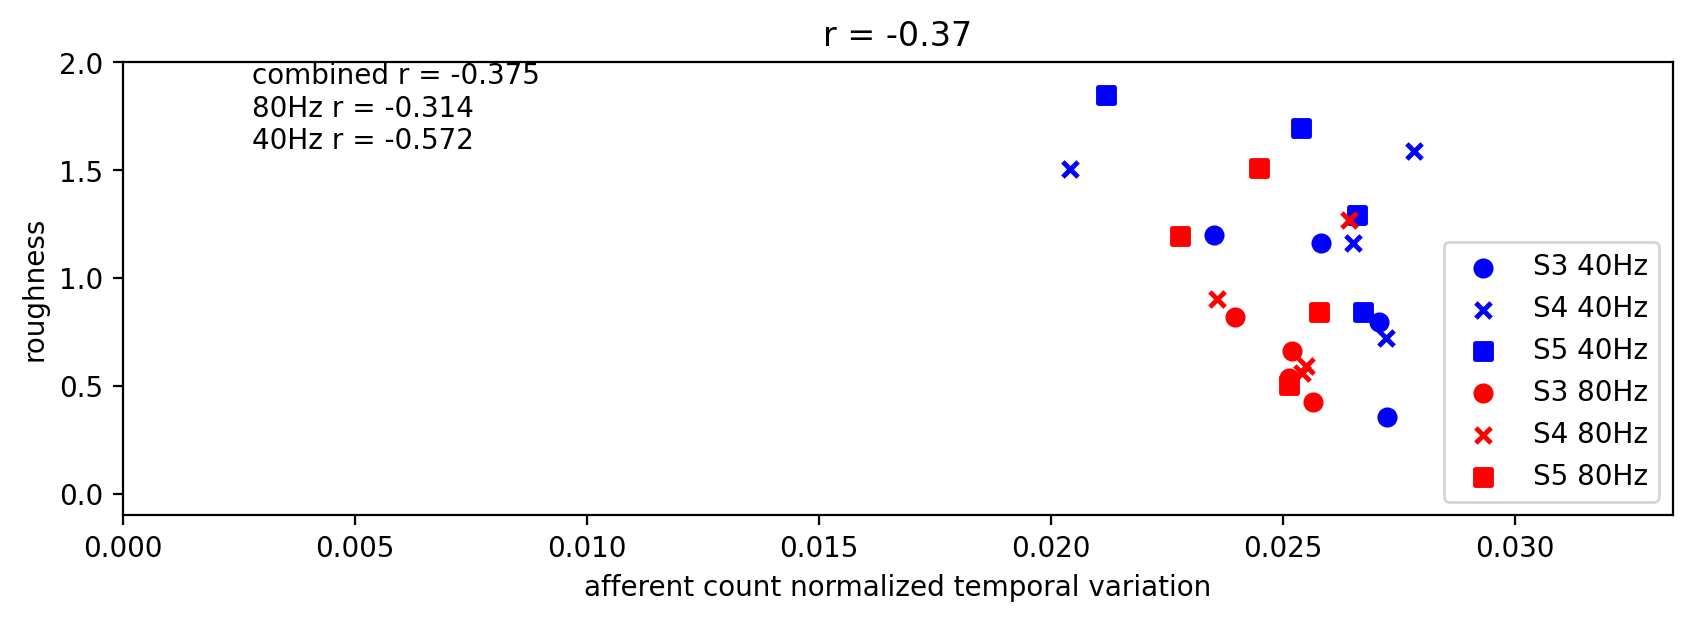 r = -0.37
combined r = -0.375
80Hz r = -0.314
40Hz r = -0.572
2.0
1.5
1.0
0.5
0.0
roughness
S3 40Hz
S4 40Hz
S5 40Hz
S3 80Hz
S4 80Hz
S5 80Hz
0.000 0.005 0.010 0.015 0.020 0.025 0.030
afferent count normalized temporal variation